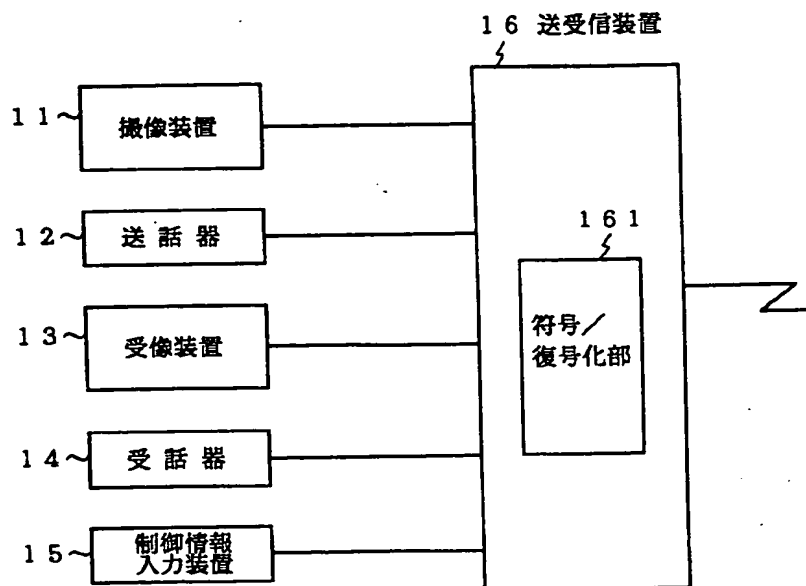 16 送受信装置
11 撮像装置
12 送話器
161
13 受像装置
符号/
復号化部
14 受話器
15 制御情報
入力装置